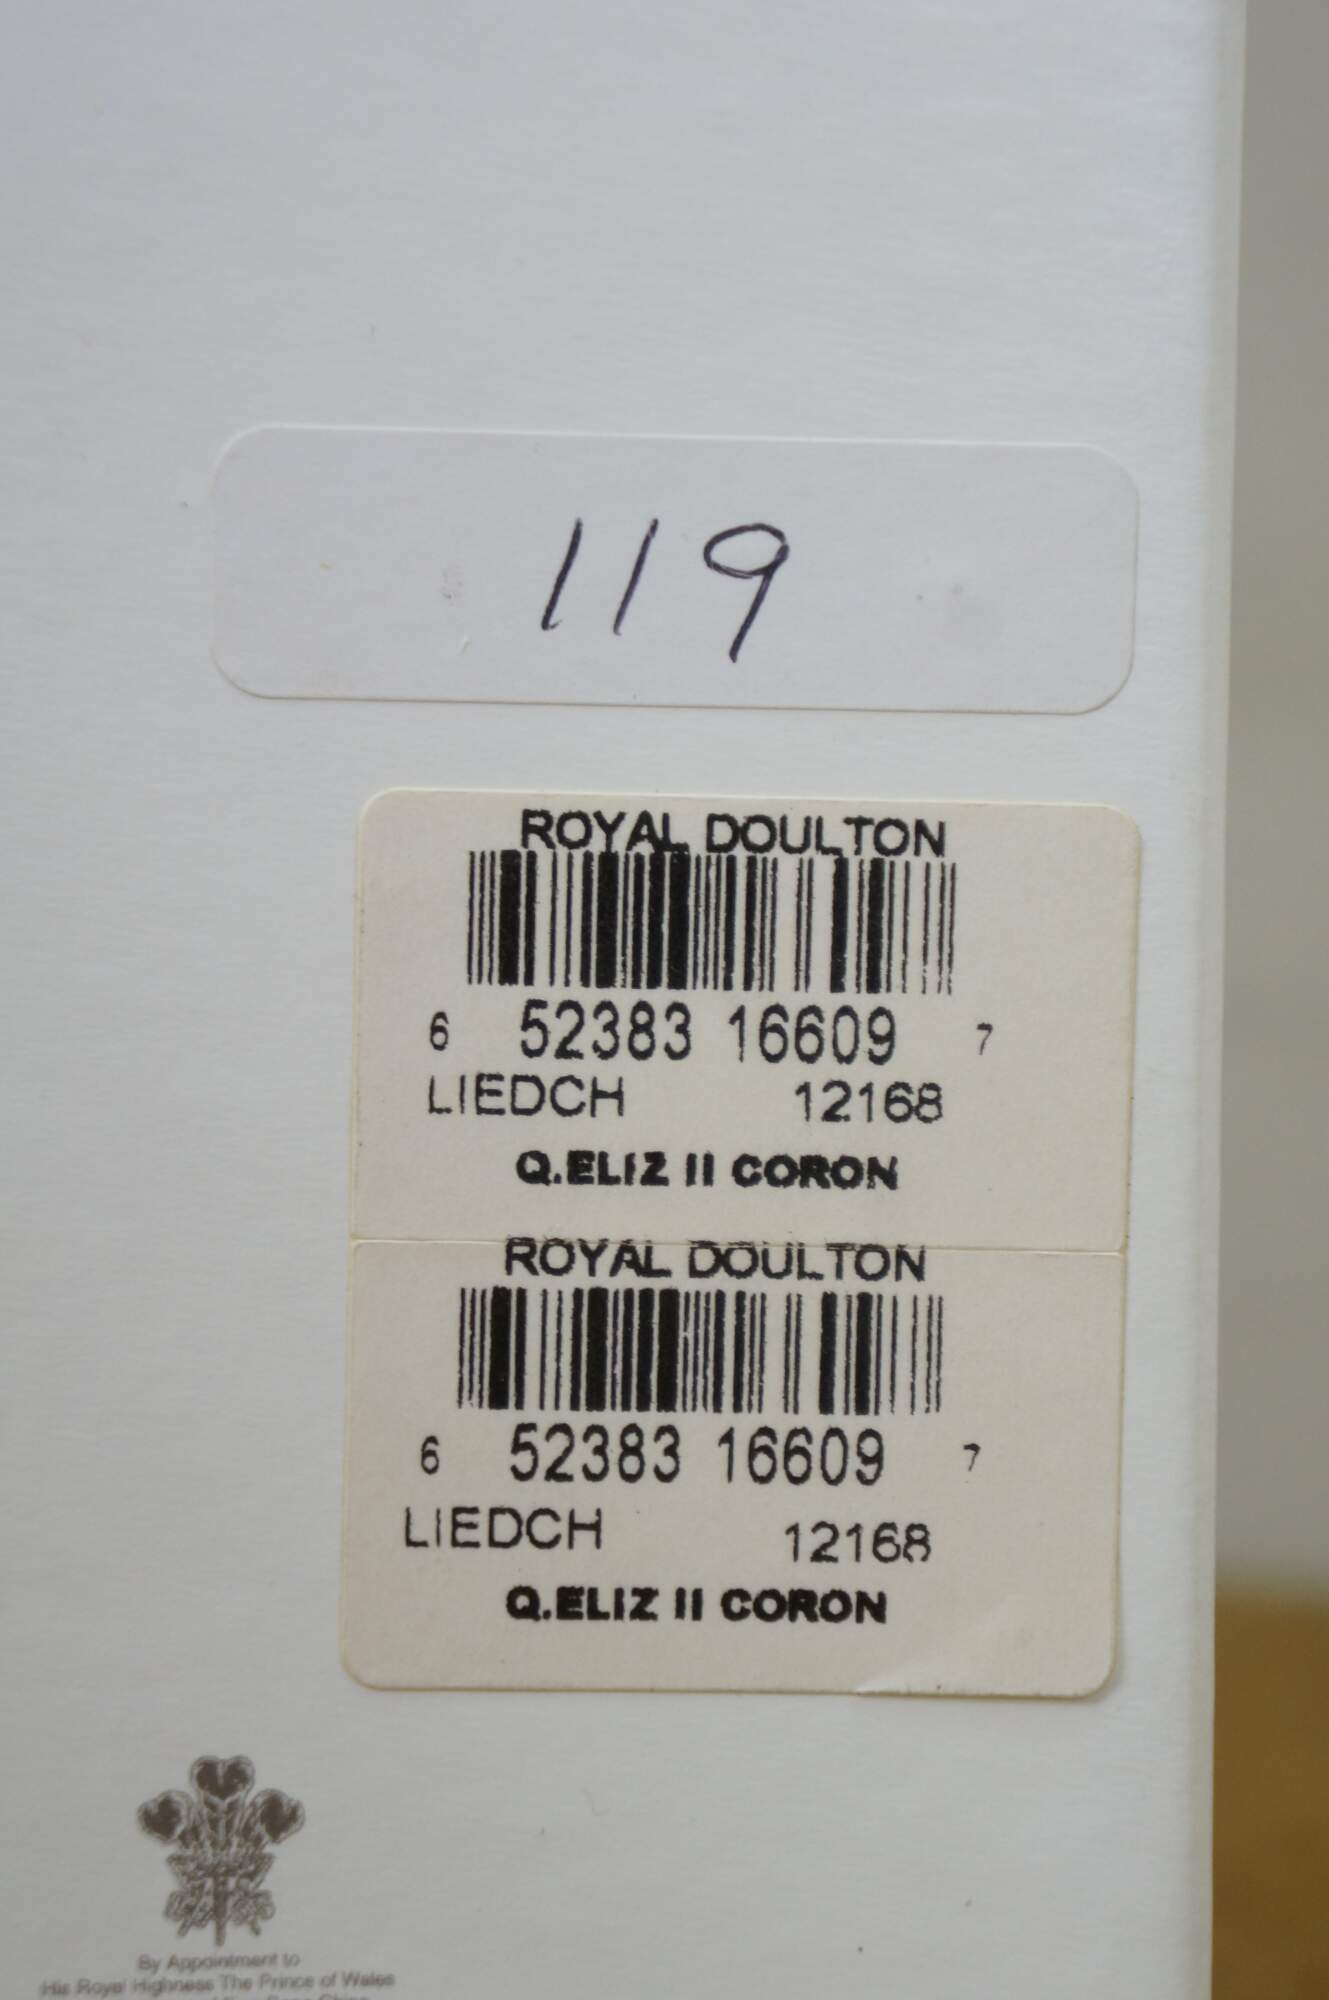 119
ROYAL DOULTON
6 52383 16609 7
LIEDCH 12168
Q.ELIZ II CORON
ROYAL DOULTON
6 52383 16609 7
LIEDCH 12168
Q.ELIZ II CORON
By Appointment to
His Royal Highness The Prince of Wales